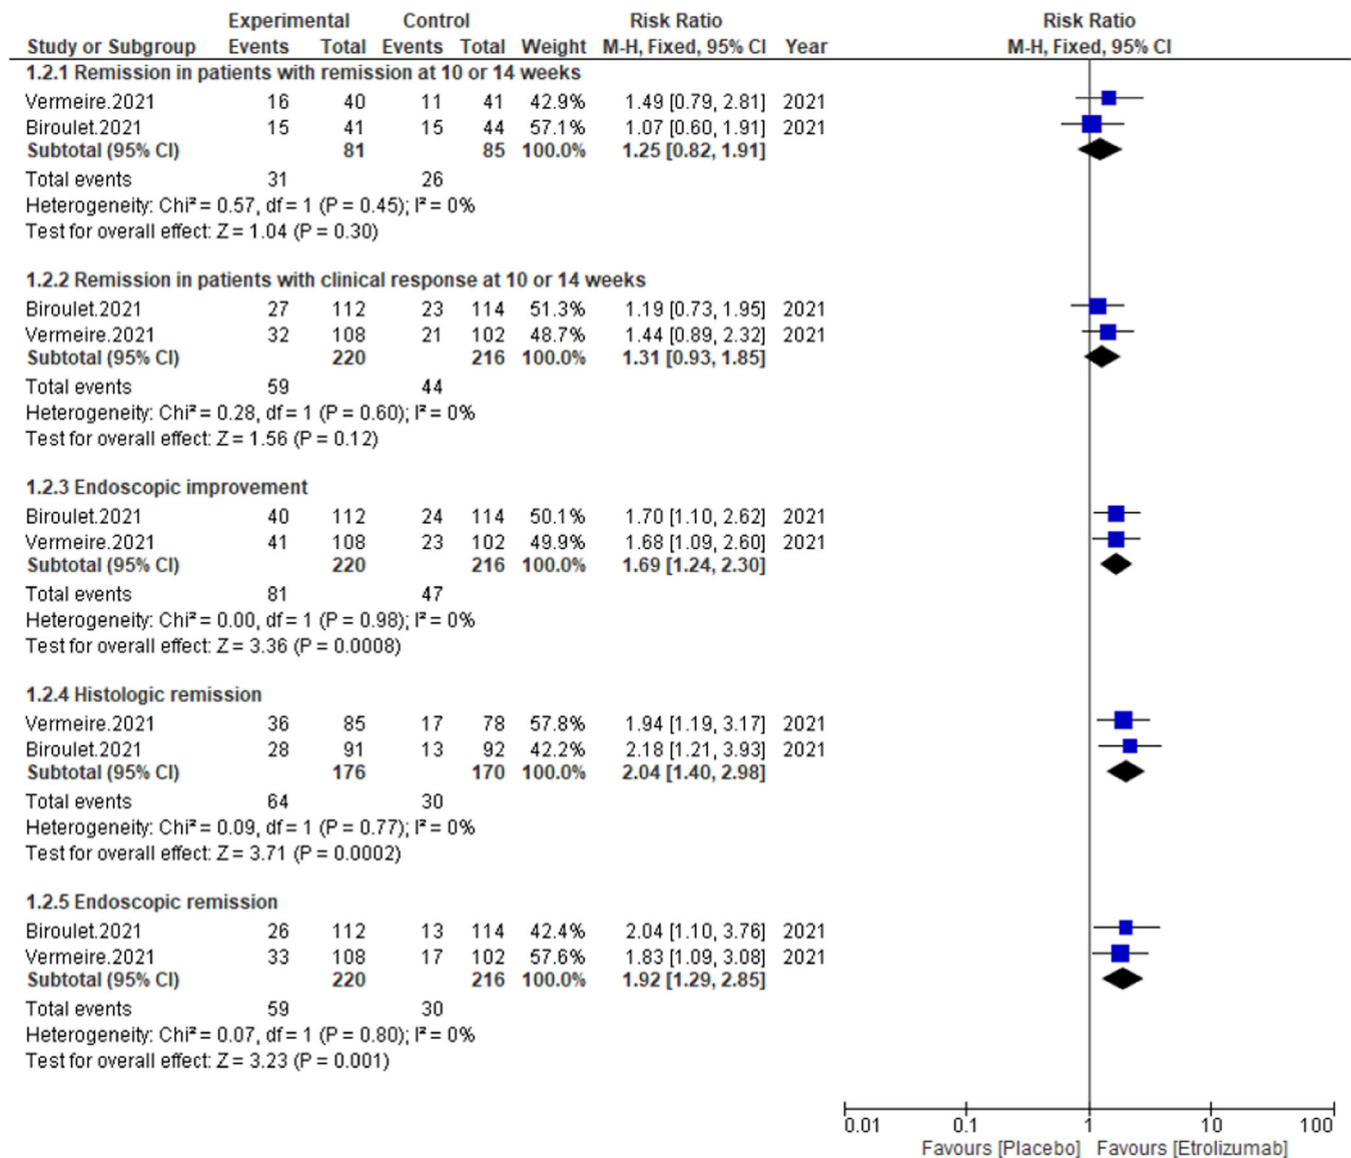 Experimental Control Risk Ratio Risk Ratio
Study or Subgroup Events Total Events Total Weight M-H, Fixed, 95% CI Year M-H, Fixed, 95% CI
1.2.1 Remission in patients with remission at 10 or 14 weeks
Vermeire.2021 16 40 11 41 42.9% 1.49 [0.79, 2.81] 2021
Biroulet.2021 15 41 15 44 57.1% 1.07 [0.60, 1.91] 2021
Subtotal (95% CI) 81 85 100.0% 1.25 [0.82, 1.91]
Total events 31 26
Heterogeneity: Chi² = 0.57, df = 1 (P = 0.45); I² = 0%
Test for overall effect: Z = 1.04 (P = 0.30)
1.2.2 Remission in patients with clinical response at 10 or 14 weeks
Biroulet.2021 27 112 23 114 51.3% 1.19 [0.73, 1.95] 2021
Vermeire.2021 32 108 21 102 48.7% 1.44 [0.89, 2.32] 2021
Subtotal (95% CI) 220 216 100.0% 1.31 [0.93, 1.85]
Total events 59 44
Heterogeneity: Chi² = 0.28, df = 1 (P = 0.60); I² = 0%
Test for overall effect: Z = 1.56 (P = 0.12)
1.2.3 Endoscopic improvement
Biroulet.2021 40 112 24 114 50.1% 1.70 [1.10, 2.62] 2021
Vermeire.2021 41 108 23 102 49.9% 1.68 [1.09, 2.60] 2021
Subtotal (95% CI) 220 216 100.0% 1.69 [1.24, 2.30]
Total events 81 47
Heterogeneity: Chi² = 0.00, df = 1 (P = 0.98); I² = 0%
Test for overall effect: Z = 3.36 (P = 0.0008)
1.2.4 Histologic remission
Vermeire.2021 36 85 17 78 57.8% 1.94 [1.19, 3.17] 2021
Biroulet.2021 28 91 13 92 42.2% 2.18 [1.21, 3.93] 2021
Subtotal (95% CI) 176 170 100.0% 2.04 [1.40, 2.98]
Total events 64 30
Heterogeneity: Chi² = 0.09, df = 1 (P = 0.77); I² = 0%
Test for overall effect: Z = 3.71 (P = 0.0002)
1.2.5 Endoscopic remission
Biroulet.2021 26 112 13 114 42.4% 2.04 [1.10, 3.76] 2021
Vermeire.2021 33 108 17 102 57.6% 1.83 [1.09, 3.08] 2021
Subtotal (95% CI) 220 216 100.0% 1.92 [1.29, 2.85]
Total events 59 30
Heterogeneity: Chi² = 0.07, df = 1 (P = 0.80); I² = 0%
Test for overall effect: Z = 3.23 (P = 0.001)
0.01 0.1 1 10 100
Favours [Placebo] Favours [Etrolizumab]